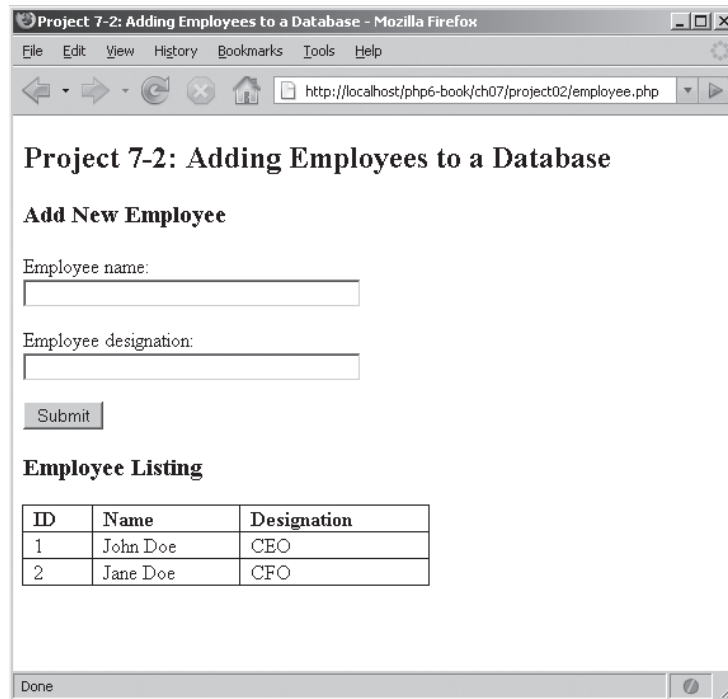 Project 7-2: Adding Employees to a Database - Mozilla Firefox
File Edit View History Bookmarks Tools Help
http://localhost/php6-book/ch07/project02/employee.php
Project 7-2: Adding Employees to a Database
Add New Employee
Employee name:
Employee designation:
Submit
Employee Listing
ID Name Designation
1 John Doe CEO
2 Jane Doe CFO
Done